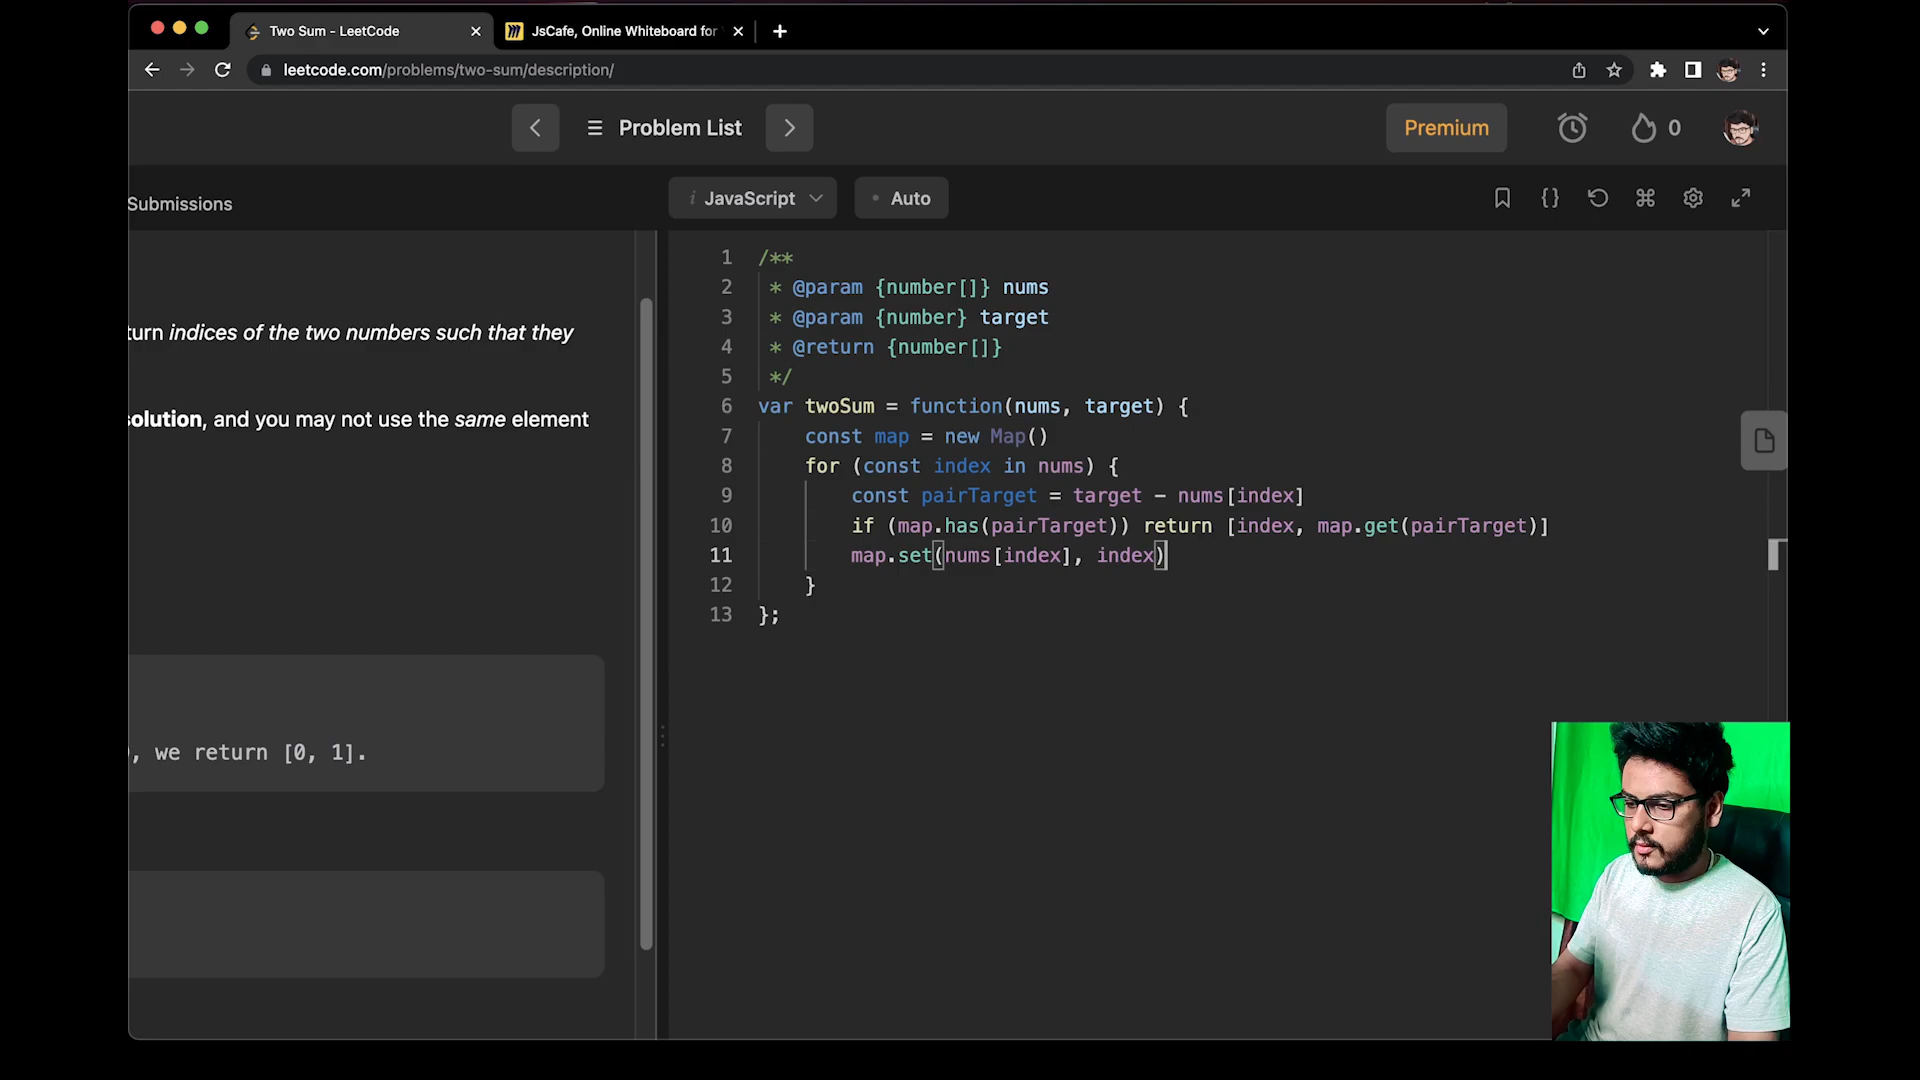 Two Sum - LeetCode
JsCafe, Online Whiteboard for
leetcode.com/problems/two-sum/description/
Problem List
Premium
0
Submissions
JavaScript
Auto
turn indices of the two numbers such that they
solution, and you may not use the same element
, we return [0, 1].
1 /**
2 * @param {number[]} nums
3 * @param {number} target
4 * @return {number[]}
5 */
6 var twoSum = function(nums, target) {
7 const map = new Map()
8 for (const index in nums) {
9 const pairTarget = target - nums[index]
10 if (map.has(pairTarget)) return [index, map.get(pairTarget)]
11 map.set(nums[index], index)
12 }
13 };